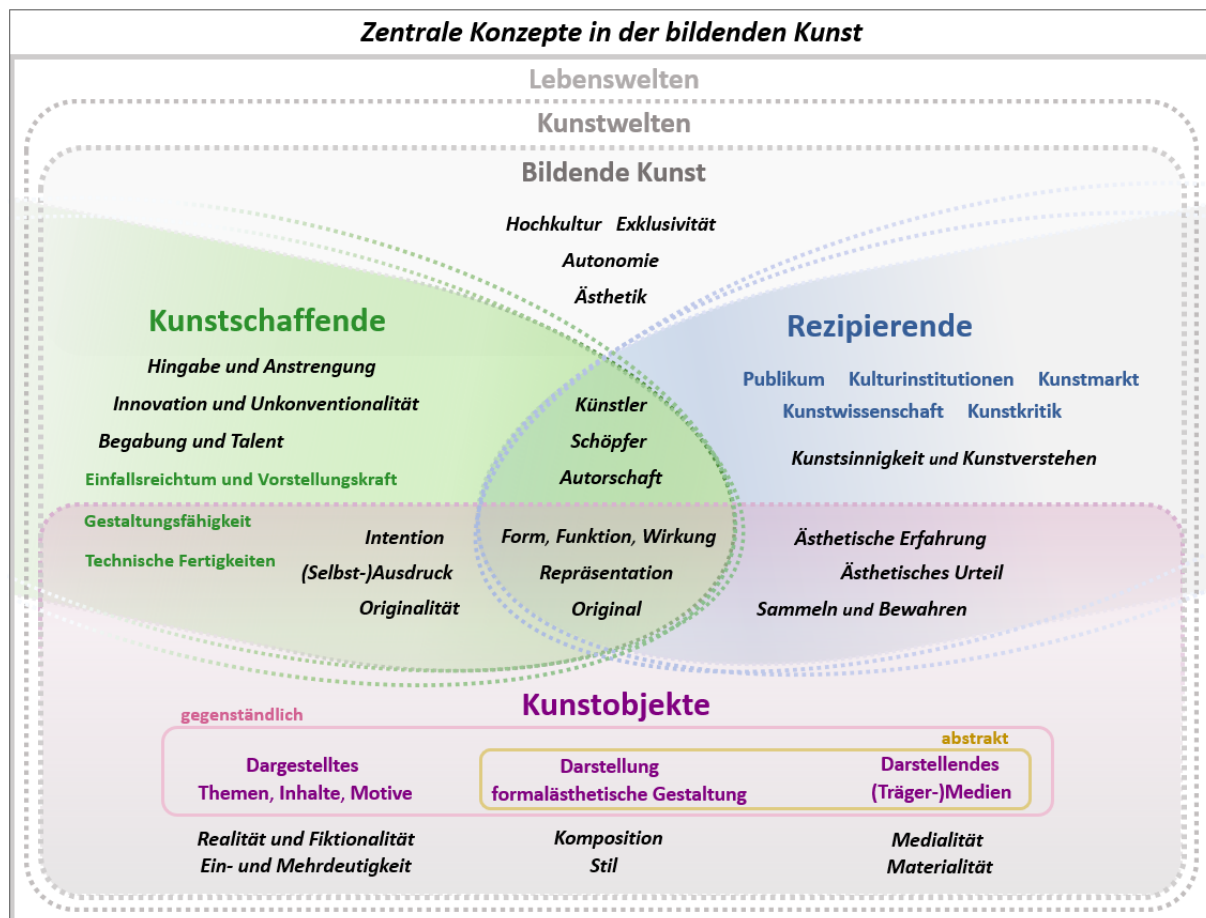 Zentrale Konzepte in der bildenden Kunst
Lebenswelten
Kunstwelten
Bildende Kunst
Hochkultur Exklusivität
Autonomie
Ästhetik
Kunstschaffende
Hingabe und Anstrengung
Innovation und Unkonventionalität
Begabung und Talent
Einfallsreichtum und Vorstellungskraft
Gestaltungsfähigkeit
Technische Fertigkeiten
Intention
(Selbst-)Ausdruck
Originalität
Künstler
Schöpfer
Autorschaft
Form, Funktion, Wirkung
Repräsentation
Original
Rezipierende
Publikum Kulturinstitutionen Kunstmarkt
Kunstwissenschaft Kunstkritik
Kunstsinnigkeit und Kunstverstehen
Ästhetische Erfahrung
Ästhetisches Urteil
Sammeln und Bewahren
Kunstobjekte
gegenständlich
abstrakt
Dargestelltes
Themen, Inhalte, Motive
Darstellung
formalästhetische Gestaltung
Darstellendes
(Träger-)Medien
Realität und Fiktionalität
Ein- und Mehrdeutigkeit
Komposition
Stil
Medialität
Materialität